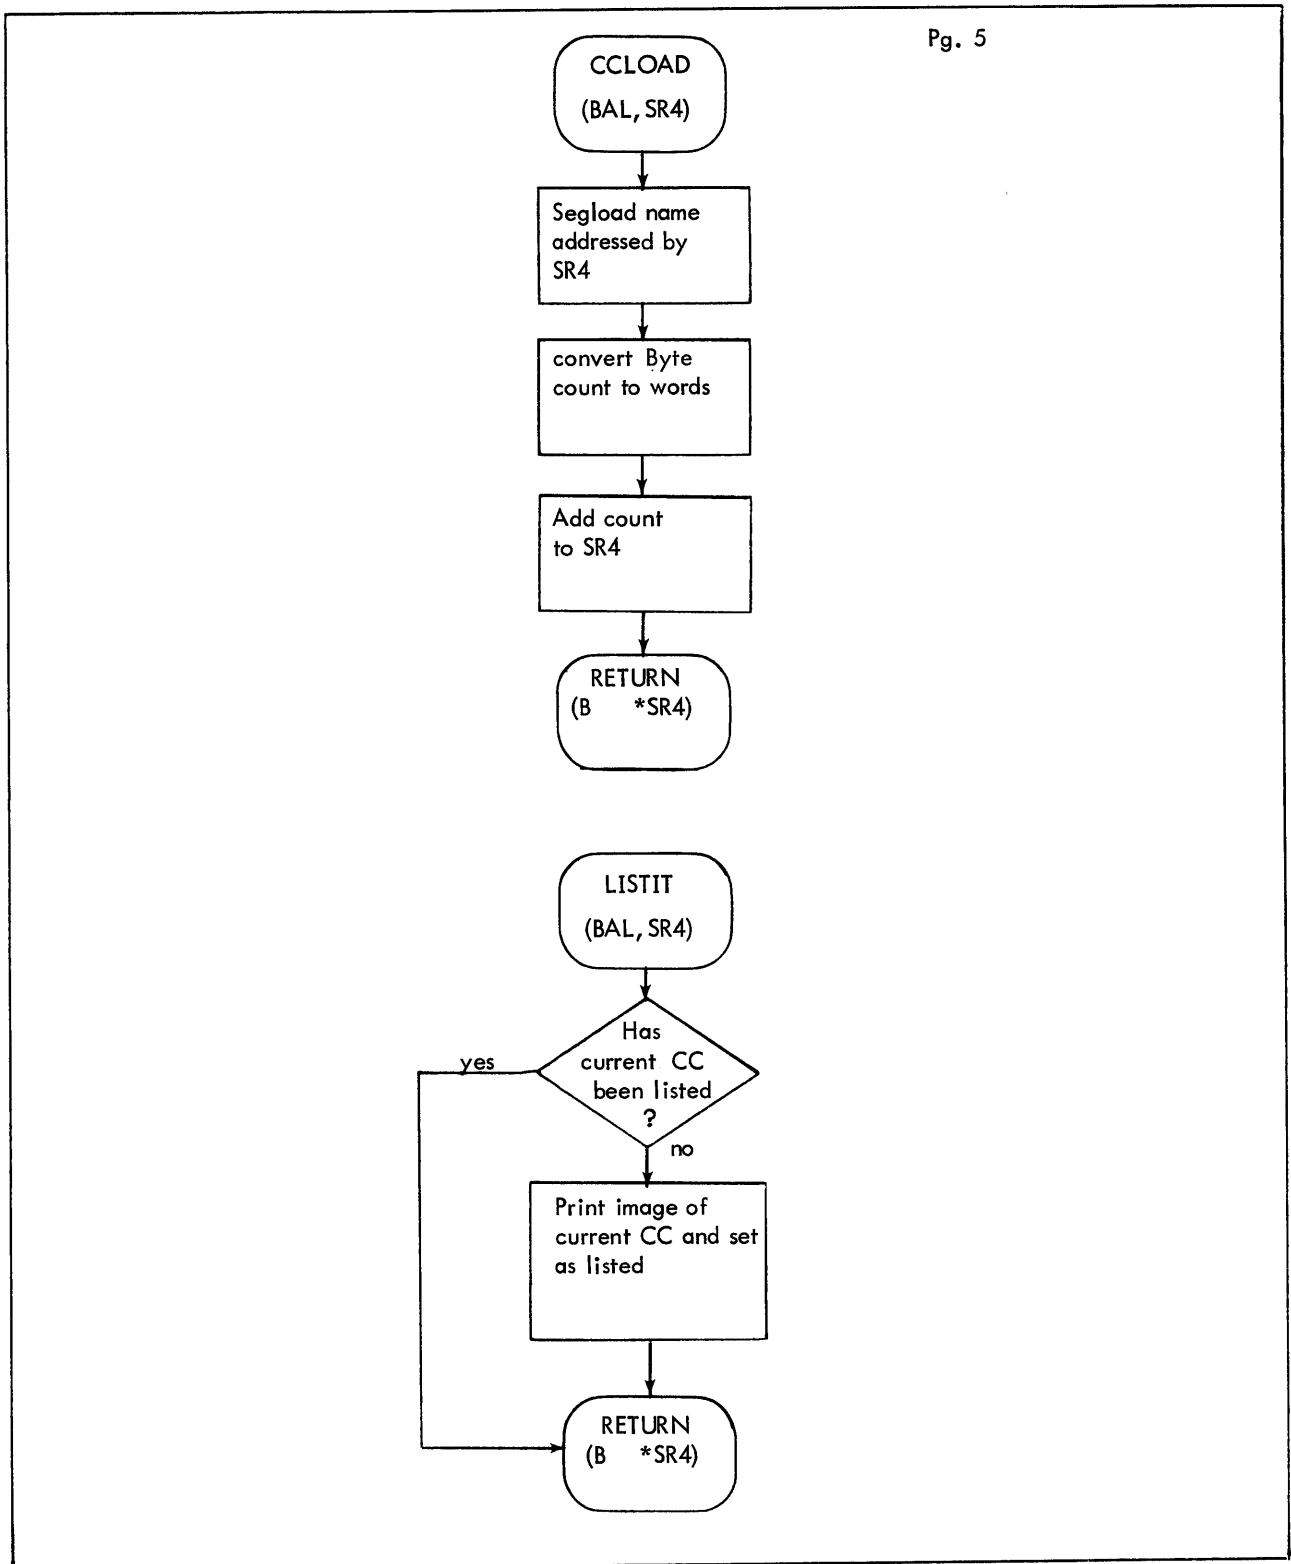 Pg. 5
CCLOAD
(BAL, SR4)
Segload name
addressed by
SR4
convert Byte
count to words
Add count
to SR4
RETURN
(B *SR4)
LISTIT
(BAL, SR4)
Has
current CC
been listed
?
yes
no
Print image of
current CC and set
as listed
RETURN
(B *SR4)